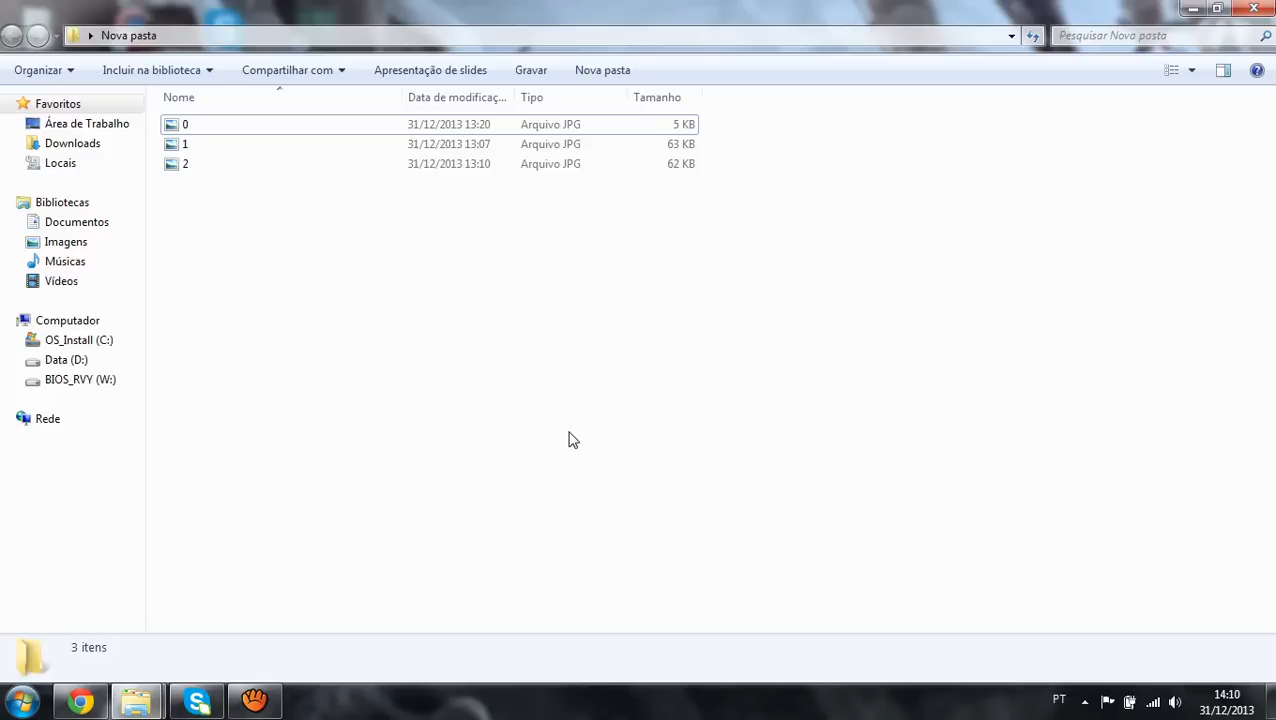 Nova pasta
Pesquisar Nova pasta
Organizar Incluir na biblioteca Compartilhar com Apresentação de slides Gravar Nova pasta
Nome Data de modificaç... Tipo Tamanho
0 31/12/2013 13:20 Arquivo JPG 5 KB
1 31/12/2013 13:07 Arquivo JPG 63 KB
2 31/12/2013 13:10 Arquivo JPG 62 KB
Favoritos
Área de Trabalho
Downloads
Locais
Bibliotecas
Documentos
Imagens
Músicas
Vídeos
Computador
OS_Install (C:)
Data (D:)
BIOS_RVY (W:)
Rede
3 itens
PT
14:10
31/12/2013